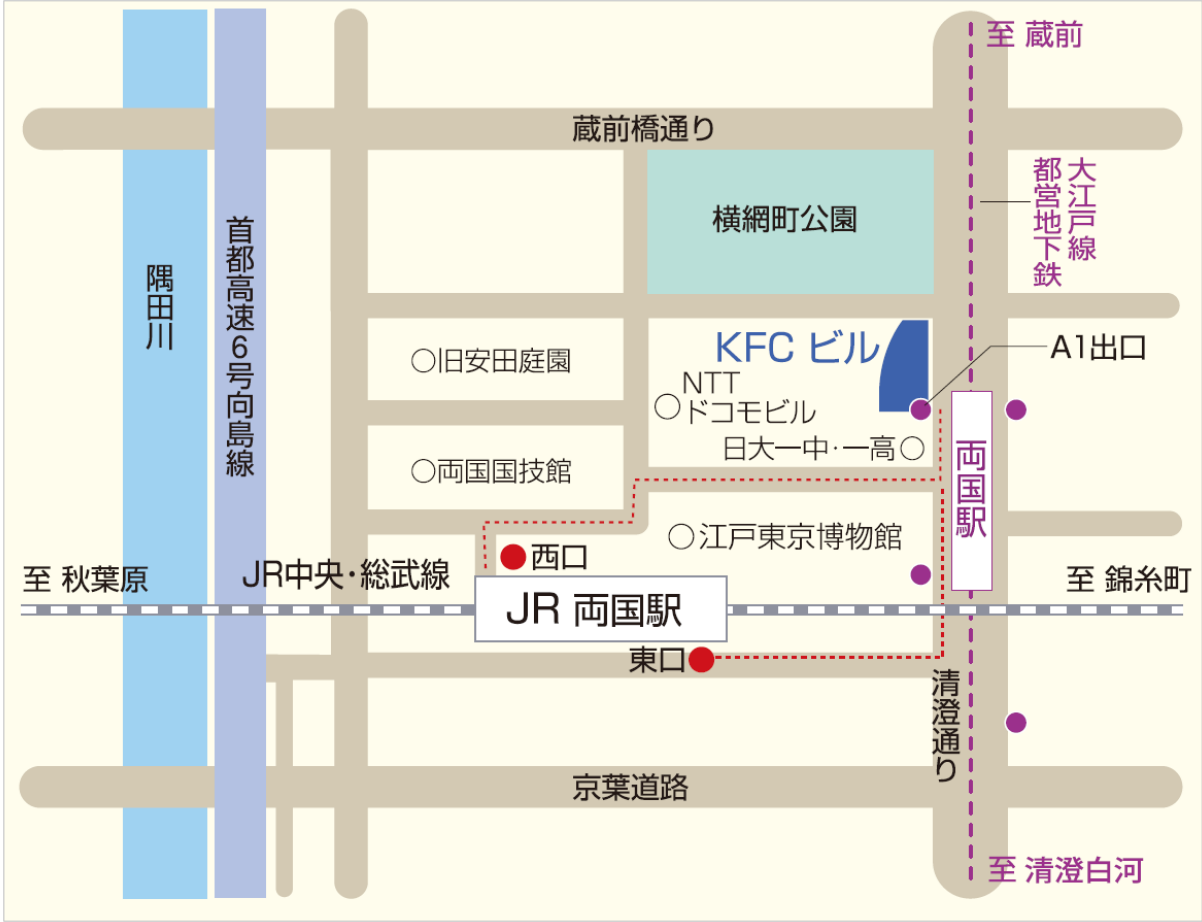 至 蔵前
蔵前橋通り
大江戸線
都営地下鉄
横網町公園
首都高速6号向島線
隅田川
KFC ビル
A1出口
○旧安田庭園
NTT
○ドコモビル
日大一中・一高○
○両国国技館
両国駅
○江戸東京博物館
西口
至 秋葉原
JR中央・総武線
至 錦糸町
JR 両国駅
東口
清澄通り
京葉道路
至 清澄白河